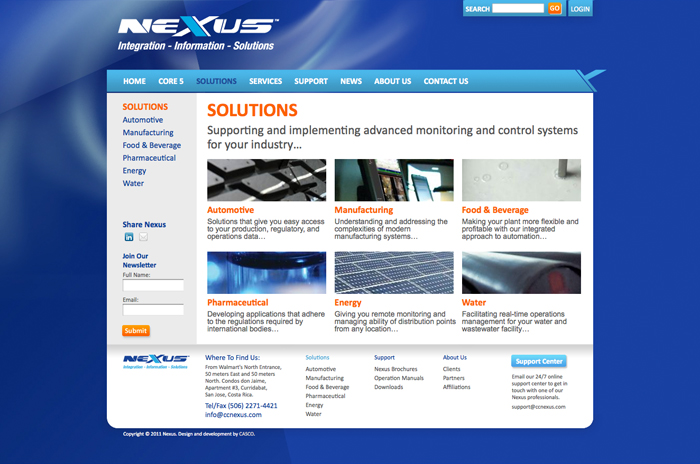 SEARCH GO LOGIN
NEXUS™
Integration - Information - Solutions
HOME CORE 5 SOLUTIONS SERVICES SUPPORT NEWS ABOUT US CONTACT US
SOLUTIONS
Automotive
Manufacturing
Food & Beverage
Pharmaceutical
Energy
Water
Share Nexus
Join Our
Newsletter
Full Name:
Email:
Submit
SOLUTIONS
Supporting and implementing advanced monitoring and control systems
for your industry…
Automotive
Solutions that give you easy access
to your production, regulatory, and
operations data…
Manufacturing
Understanding and addressing the
complexities of modern
manufacturing systems…
Food & Beverage
Making your plant more flexible and
profitable with our integrated
approach to automation…
Pharmaceutical
Developing applications that adhere
to the regulations required by
international bodies…
Energy
Giving you remote monitoring and
managing ability of distribution points
from any location…
Water
Facilitating real-time operations
management for your water and
wastewater facility…
NEXUS™
Integration - Information - Solutions
Where To Find Us:
From Walmart's North Entrance,
50 meters East and 50 meters
North. Condos don Jaime,
Apartment #3, Curridabat,
San Jose, Costa Rica.
Tel/Fax (506) 2271-4421
info@ccnexus.com
Solutions
Automotive
Manufacturing
Food & Beverage
Pharmaceutical
Energy
Water
Support
Nexus Brochures
Operation Manuals
Downloads
About Us
Clients
Partners
Affiliations
Support Center
Email our 24/7 online
support center to get in
touch with one of our
Nexus professionals.
support@ccnexus.com
Copyright © 2011 Nexus. Design and development by CASCO.